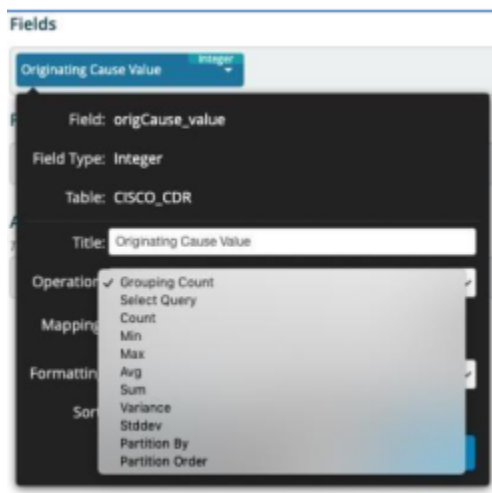 Fields
Originating Cause Value
Integer
Field: origCause_value
Field Type: Integer
Table: CISCO_CDR
Title: Originating Cause Value
Operation ✓ Grouping Count
Select Query
Count
Mapping
Min
Max
Formattin
Avg
Sum
Sor
Variance
Stddev
Partition By
Partition Order